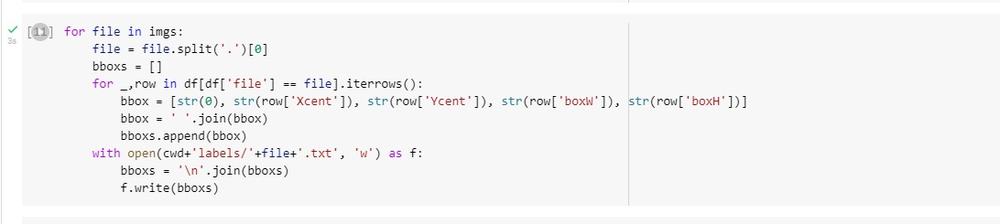 [11] for file in imgs:
file = file.split('.')[0]
bboxs = []
for _,row in df[df['file'] == file].iterrows():
bbox = [str(0), str(row['Xcent']), str(row['Ycent']), str(row['boxW']), str(row['boxH'])]
bbox = ' '.join(bbox)
bboxs.append(bbox)
with open(cwd+'labels/'+file+'.txt', 'w') as f:
bboxs = '\n'.join(bboxs)
f.write(bboxs)
3s